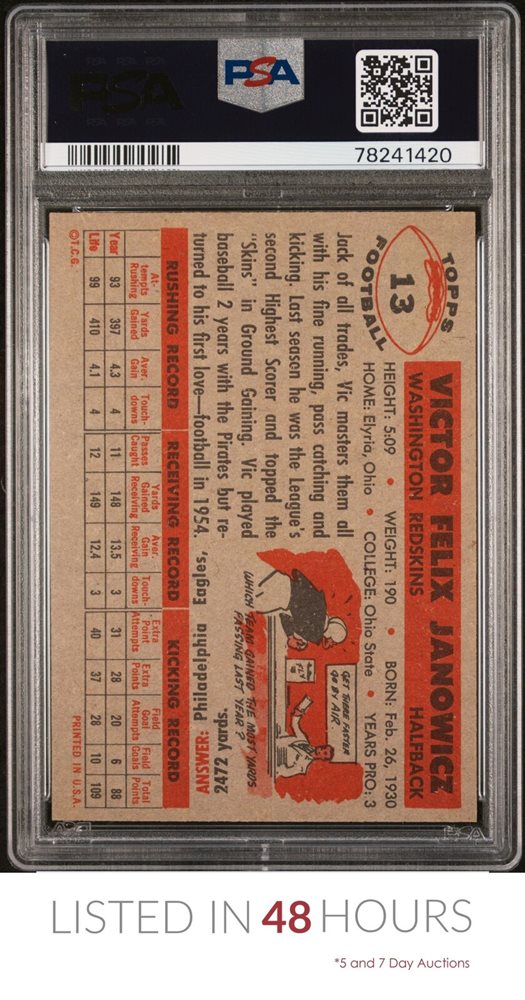 PSA
PSA
78241420
TOPPS
13
FOOTBALL
VICTOR FELIX JANOWICZ
WASHINGTON REDSKINS HALFBACK
HEIGHT: 5:09 • WEIGHT: 190 • BORN: Feb. 26, 1930
HOME: Elyria, Ohio • COLLEGE: Ohio State • YEARS PRO: 3
Jack of all trades, Vic masters them all
with his fine running, pass catching and
kicking. Last season he was the League's
second Highest Scorer and topped the
"Skins" in Ground Gaining. Vic played
baseball 2 years with the Pirates but re-
turned to his first love—football in 1954.
GET THERE FASTER
GO BY AIR.
FLY
WHICH TEAM GAINED THE MOST YARDS
PASSING LAST YEAR?
ANSWER: Philadelphia Eagles,
2472 yards.
RUSHING RECORD RECEIVING RECORD KICKING RECORD
Year At-tempts Rushing Yards Gained Aver. Gain Touch-downs Passes Caught Yards Gained Receiving Aver. Gain Receiving Touch-downs Extra Point Attempts Extra Points Field Goal Attempts Field Goals Total Points
Year 93 397 4.3 4 11 148 13.5 3 31 28 20 6 88
Life 99 410 4.1 4 12 149 12.4 3 40 37 28 10 109
©T.C.G. PRINTED IN U.S.A.
PSA
LISTED IN 48 HOURS
*5 and 7 Day Auctions